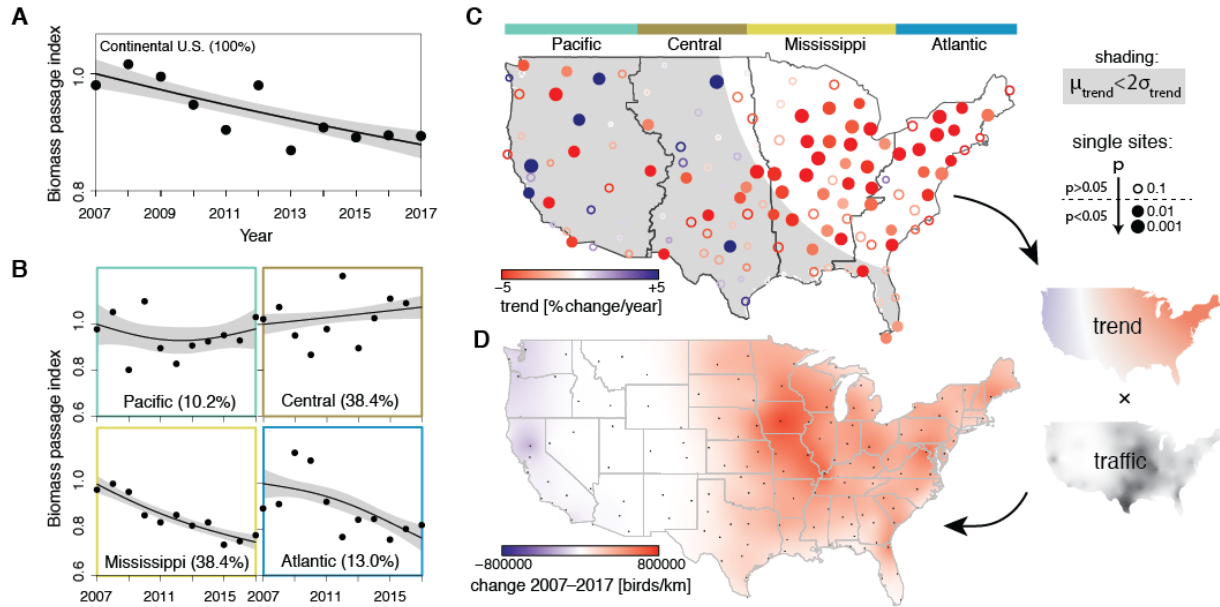 A
Continental U.S. (100%)
Biomass passage index
1.0
0.8
2007 2009 2011 2013 2015 2017
Year
B
Biomass passage index
1.0
0.8
0.6
Pacific (10.2%)
Central (38.4%)
1.0
0.8
0.6
Mississippi (38.4%)
Atlantic (13.0%)
2007 2011 2015 2007 2011 2015
C
Pacific Central Mississippi Atlantic
−5 +5
trend [% change/year]
shading:
μtrend<2σtrend
single sites:
p
p>0.05
p<0.05
0.1
0.01
0.001
trend
×
traffic
D
−800000 800000
change 2007–2017 [birds/km]